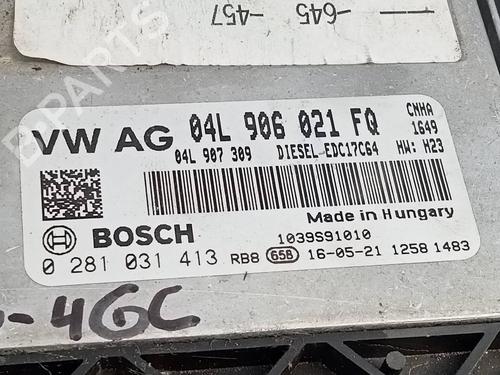 -645
-457
VW AG 04L 906 021 FQ
CNHA
1649
04L 907 309 DIESEL EDC17C64 HW: H23
Made in Hungary
BOSCH 1039S91010
0 281 031 413 RB8 658 16-05-21 1258 1483
-4GC
B-PARTS